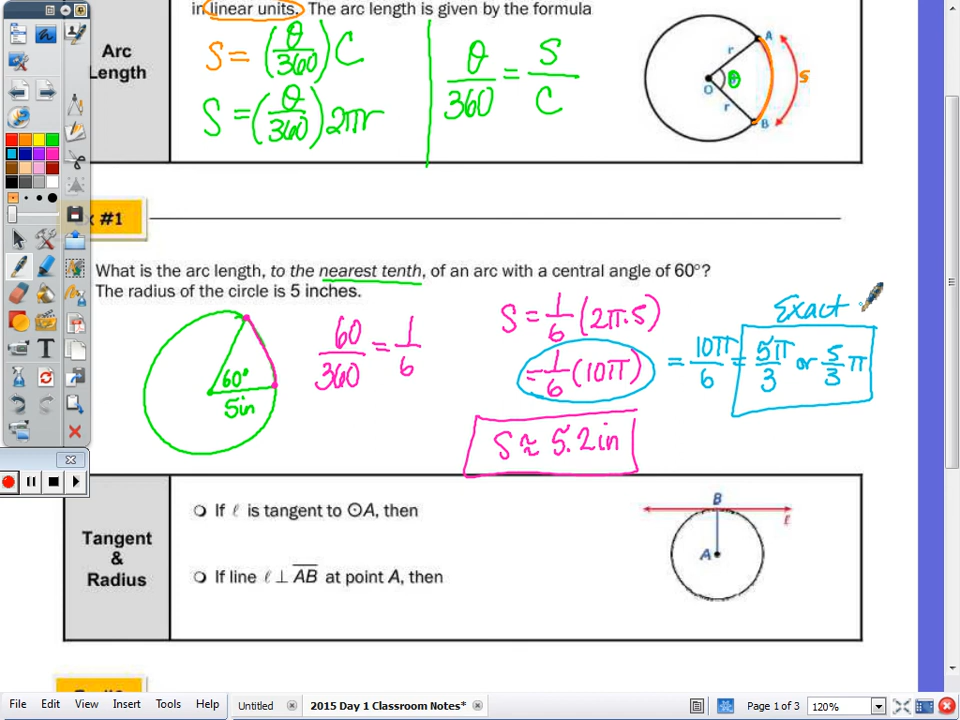 in linear units. The arc length is given by the formula
Arc
Length
S = (θ/360) C
S = (θ/360) 2πr
θ/360 = S/C
A
r
θ
O
S
r
B
Ex #1
What is the arc length, to the nearest tenth, of an arc with a central angle of 60°?
The radius of the circle is 5 inches.
60°
5in
60/360 = 1/6
S = 1/6 (2π·5)
= 1/6 (10π)
= 10π/6 = 5π/3 or 5/3 π
Exact
S ≈ 5.2 in
Tangent
&
Radius
If ℓ is tangent to ⊙A, then
If line ℓ ⊥ AB at point A, then
B
ℓ
A
File Edit View Insert Tools Help Untitled 2015 Day 1 Classroom Notes* Page 1 of 3 120%